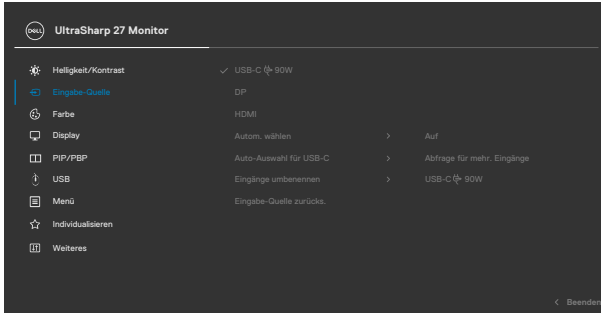 DELL UltraSharp 27 Monitor
Helligkeit/Kontrast USB-C 90W
Eingabe-Quelle DP
Farbe HDMI
Display Autom. wählen > Auf
PIP/PBP Auto-Auswahl für USB-C > Abfrage für mehr. Eingänge
USB Eingänge umbenennen > USB-C 90W
Menü Eingabe-Quelle zurücks.
Individualisieren
Weiteres
< Beenden